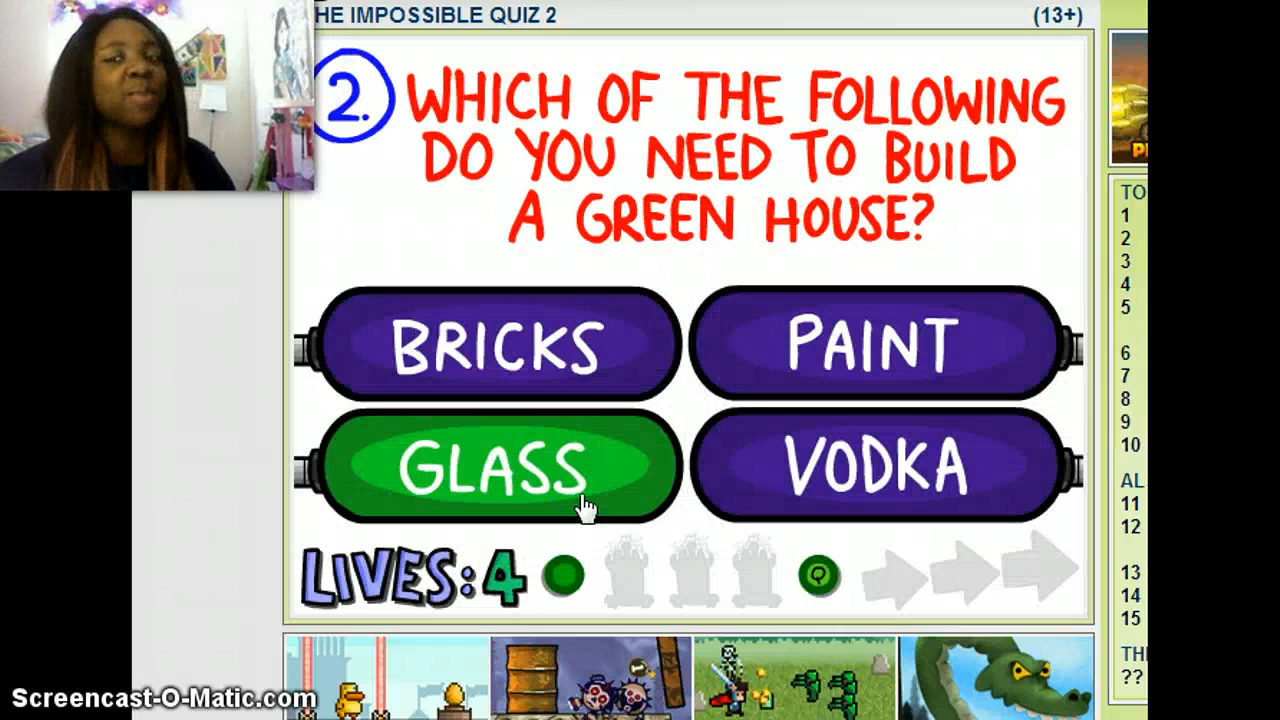 HE IMPOSSIBLE QUIZ 2 (13+)
2. WHICH OF THE FOLLOWING
DO YOU NEED TO BUILD
A GREEN HOUSE?
BRICKS PAINT
GLASS VODKA
LIVES: 4
TO
1
2
3
4
5
6
7
8
9
10
AL
11
12
13
14
15
??
Screencast-O-Matic.com